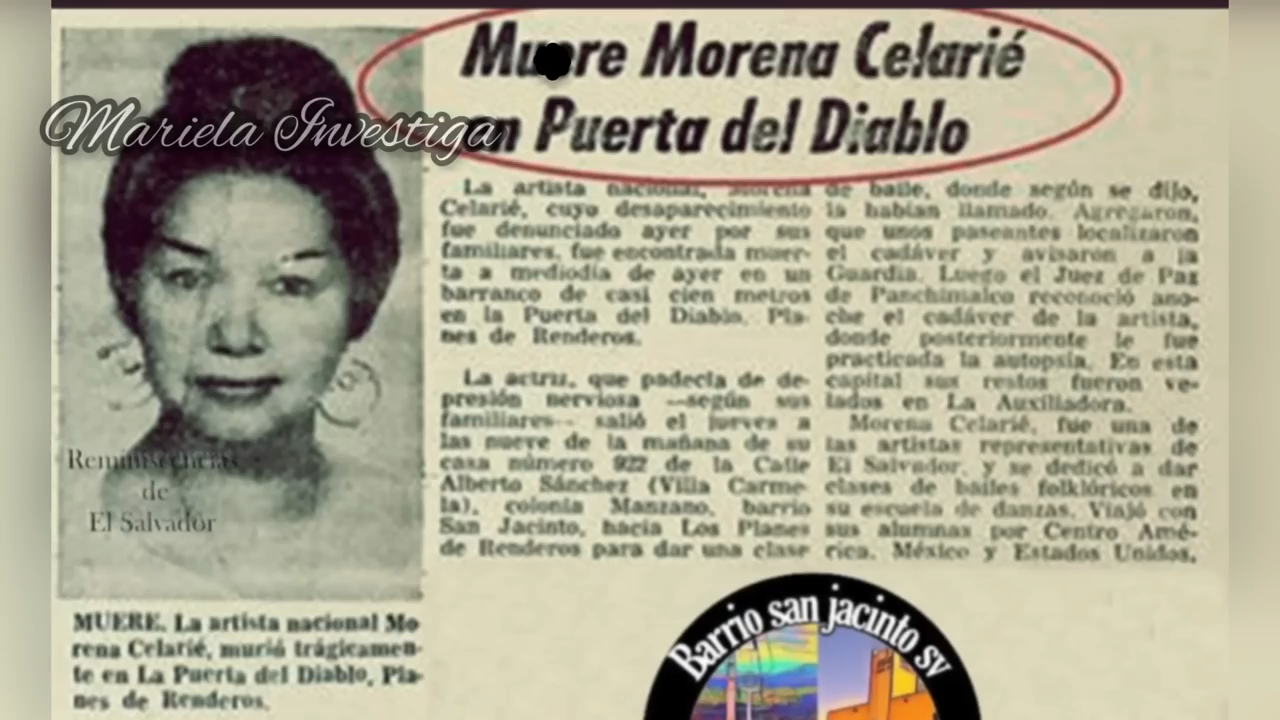 Muere Morena Celarié
en Puerta del Diablo
Mariela Investiga
La artista nacional, Morena
Celarié, cuyo desaparecimiento
fue denunciado ayer por sus
familiares, fue encontrada muer-
ta a mediodía de ayer en un
barranco de casi cien metros
en la Puerta del Diablo, Pla-
nes de Renderos.
La actriz, que padecía de de-
presión nerviosa —según sus
familiares— salió el jueves a
las nueve de la mañana de su
casa número 922 de la Calle
Alberto Sánchez (Villa Carme-
la), colonia Manzano, barrio
San Jacinto, hacia Los Planes
de Renderos para dar una clase
de baile, donde según se dijo,
la habían llamado. Agregaron,
que unos paseantes localizaron
el cadáver y avisaron a la
Guardia. Luego el Juez de Paz
de Panchimalco reconoció ano-
che el cadáver de la artista,
donde posteriormente le fue
practicada la autopsia. En esta
capital sus restos fueron ve-
lados en La Auxiliadora.
Morena Celarié, fue una de
las artistas representativas de
El Salvador, y se dedicó a dar
clases de bailes folklóricos en
su escuela de danzas. Viajó con
sus alumnas por Centro Amé-
rica, México y Estados Unidos,
Reminiscencias
de
El Salvador
MUERE. La artista nacional Mo-
rena Celarié, murió trágicamen-
te en La Puerta del Diablo, Pla-
nes de Renderos.
Barrio san jacinto sv